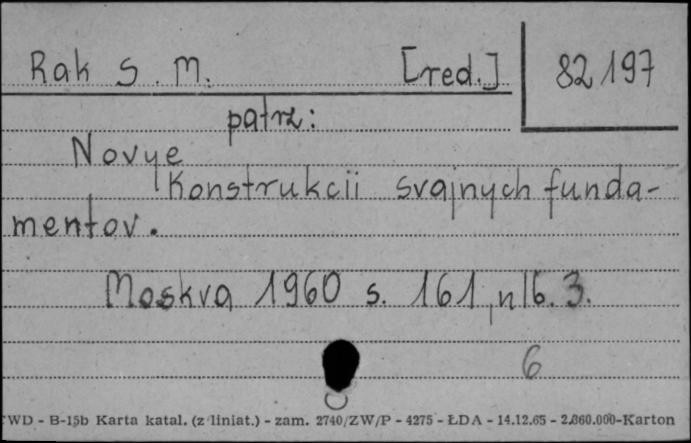 Rak S. M. [red.] 82197
patrz:
Novye
Konstrukcii svajnych funda-
mentov.
Moskva 1960 s. 161, nlb. 3.
6
WD - B-15b Karta katal. (z liniat.) - zam. 2740/ZW/P - 4275 - ŁDA - 14.12.65 - 2.860.000-Karton